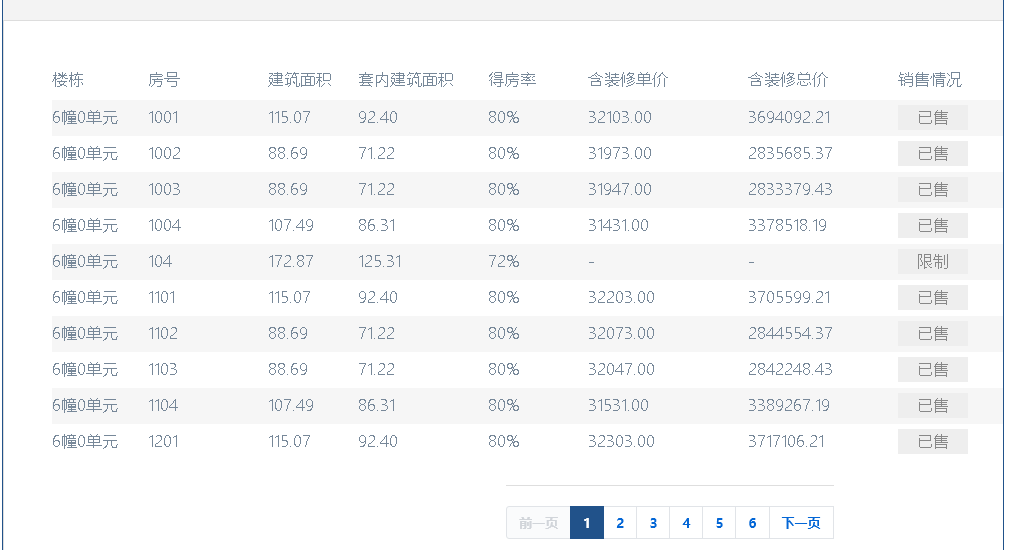 楼栋 房号 建筑面积 套内建筑面积 得房率 含装修单价 含装修总价 销售情况
6幢0单元 1001 115.07 92.40 80% 32103.00 3694092.21 已售
6幢0单元 1002 88.69 71.22 80% 31973.00 2835685.37 已售
6幢0单元 1003 88.69 71.22 80% 31947.00 2833379.43 已售
6幢0单元 1004 107.49 86.31 80% 31431.00 3378518.19 已售
6幢0单元 104 172.87 125.31 72% - - 限制
6幢0单元 1101 115.07 92.40 80% 32203.00 3705599.21 已售
6幢0单元 1102 88.69 71.22 80% 32073.00 2844554.37 已售
6幢0单元 1103 88.69 71.22 80% 32047.00 2842248.43 已售
6幢0单元 1104 107.49 86.31 80% 31531.00 3389267.19 已售
6幢0单元 1201 115.07 92.40 80% 32303.00 3717106.21 已售
前一页 1 2 3 4 5 6 下一页